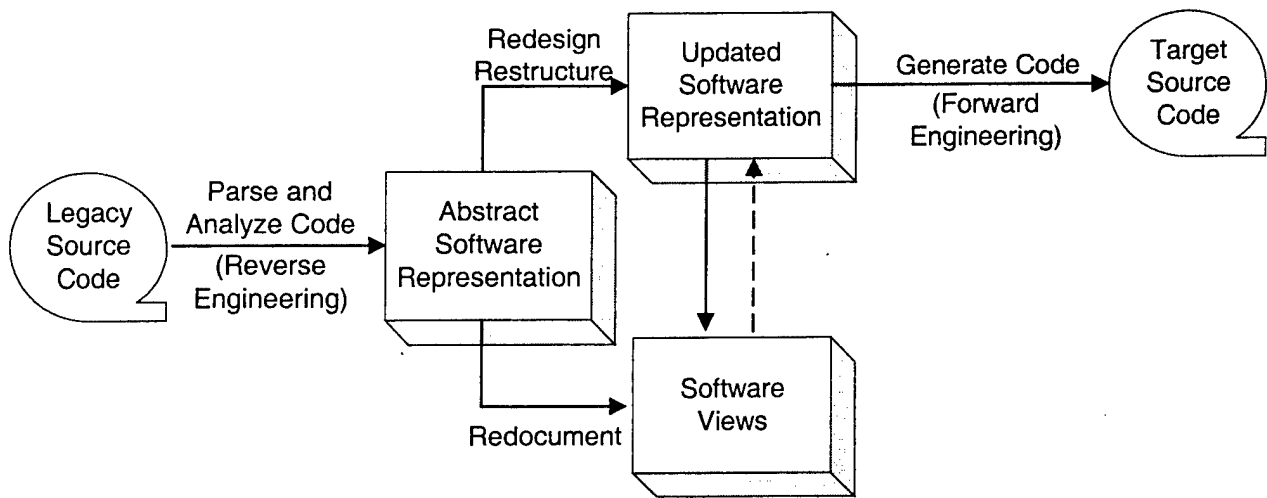 Legacy
Source
Code
Parse and
Analyze Code
(Reverse
Engineering)
Abstract
Software
Representation
Redesign
Restructure
Updated
Software
Representation
Generate Code
(Forward
Engineering)
Target
Source
Code
Redocument
Software
Views